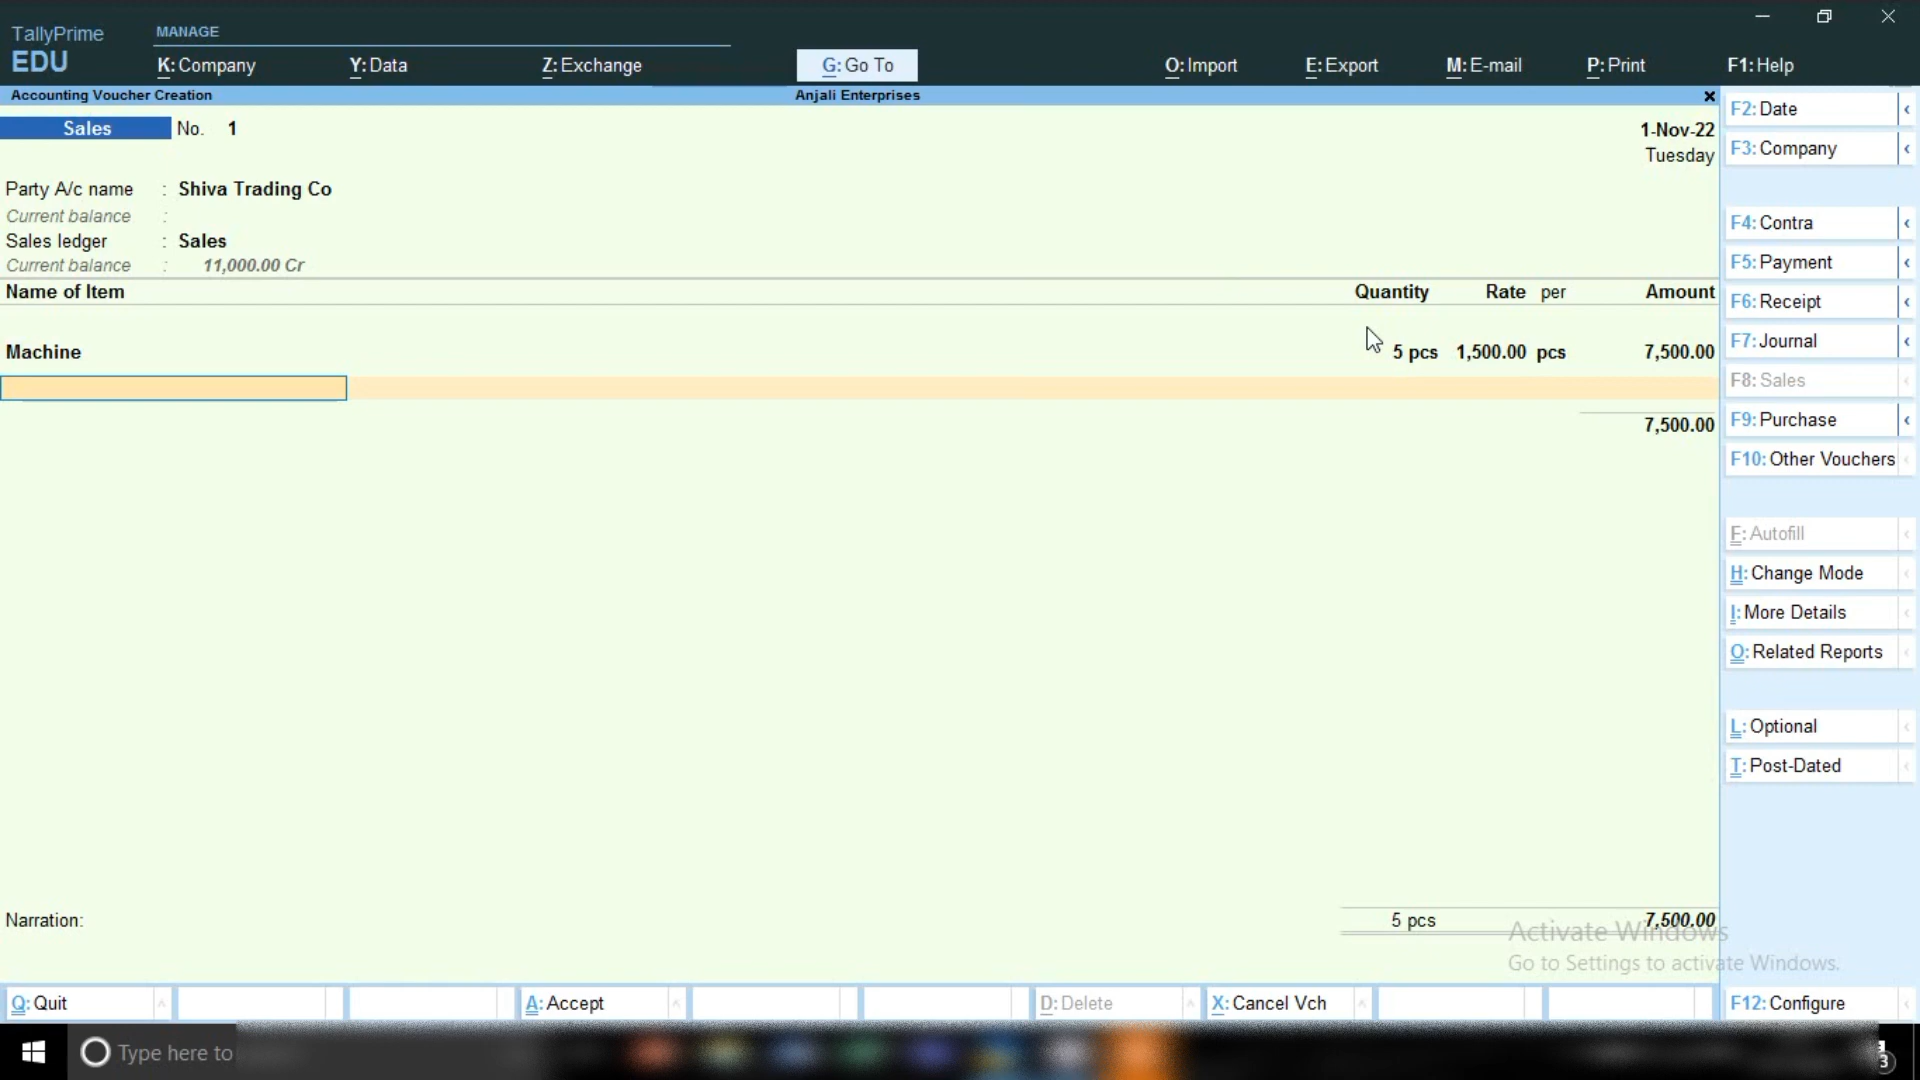 TallyPrime
EDU
MANAGE
K: Company Y: Data Z: Exchange G: Go To O: Import E: Export M: E-mail P: Print F1: Help
Accounting Voucher Creation Anjali Enterprises
Sales No. 1 1-Nov-22
Tuesday
Party A/c name : Shiva Trading Co
Current balance :
Sales ledger : Sales
Current balance : 11,000.00 Cr
Name of Item Quantity Rate per Amount
Machine 5 pcs 1,500.00 pcs 7,500.00
7,500.00
Narration: 5 pcs 7,500.00
F2: Date
F3: Company
F4: Contra
F5: Payment
F6: Receipt
F7: Journal
F8: Sales
F9: Purchase
F10: Other Vouchers
F: Autofill
H: Change Mode
I: More Details
O: Related Reports
L: Optional
T: Post-Dated
Activate Windows
Go to Settings to activate Windows.
Q: Quit A: Accept D: Delete X: Cancel Vch F12: Configure
Type here to
3